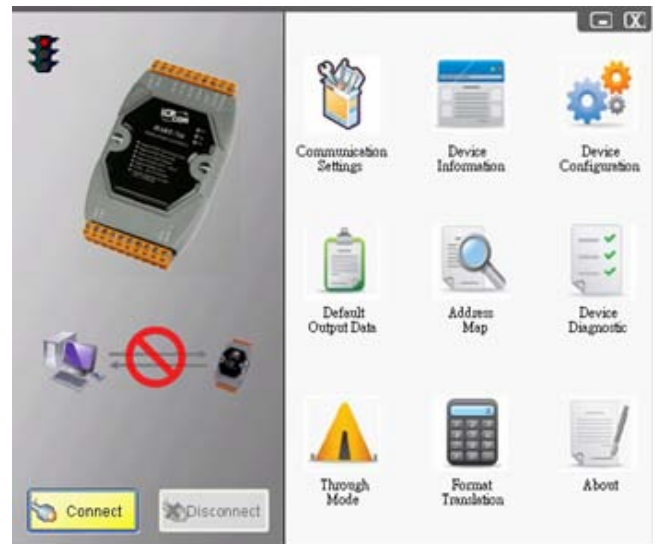 Communication
Settings
Device
Information
Device
Configuration
Default
Output Data
Address
Map
Device
Diagnostic
Through
Mode
Format
Translation
About
Connect
Disconnect